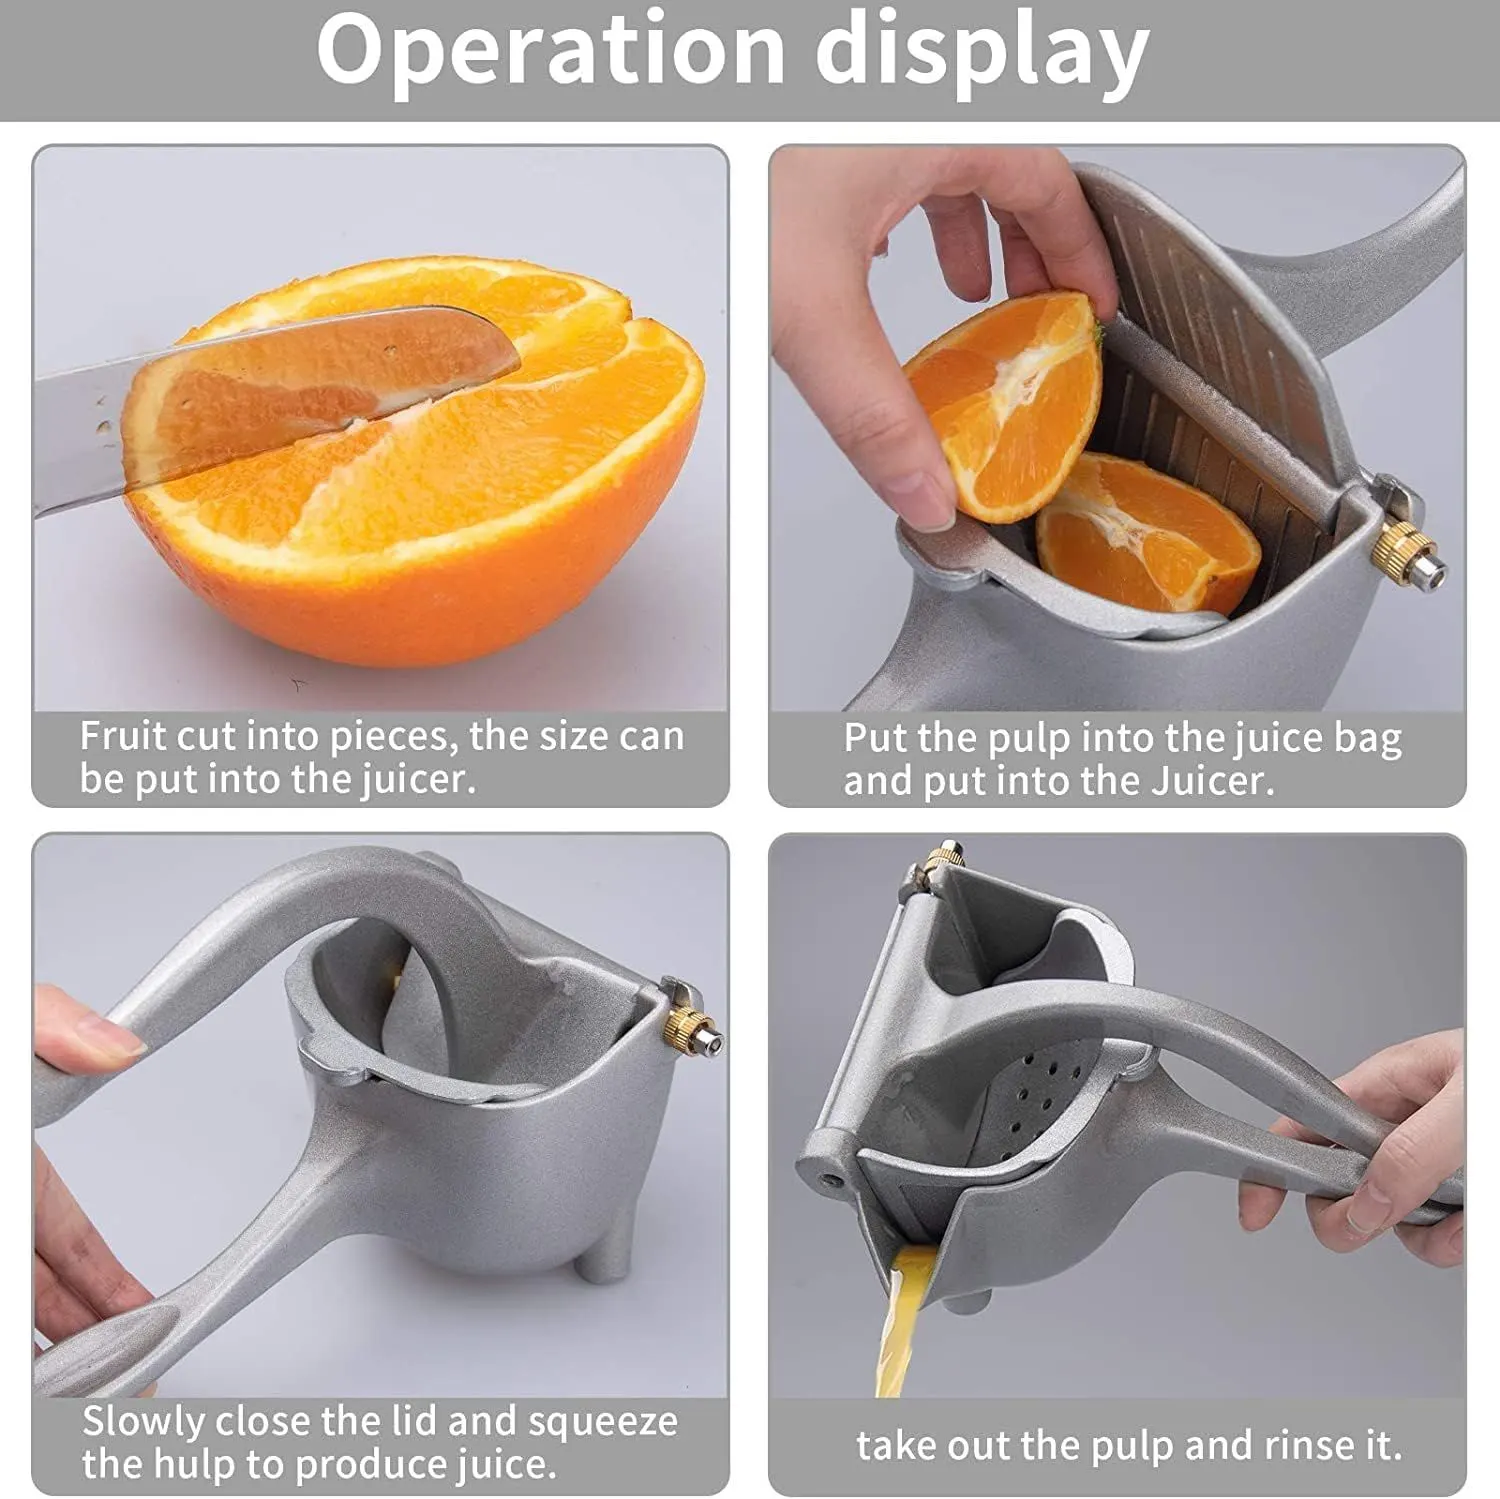 Operation display
Fruit cut into pieces, the size can
be put into the juicer.
Put the pulp into the juice bag
and put into the Juicer.
Slowly close the lid and squeeze
the hulp to produce juice.
take out the pulp and rinse it.